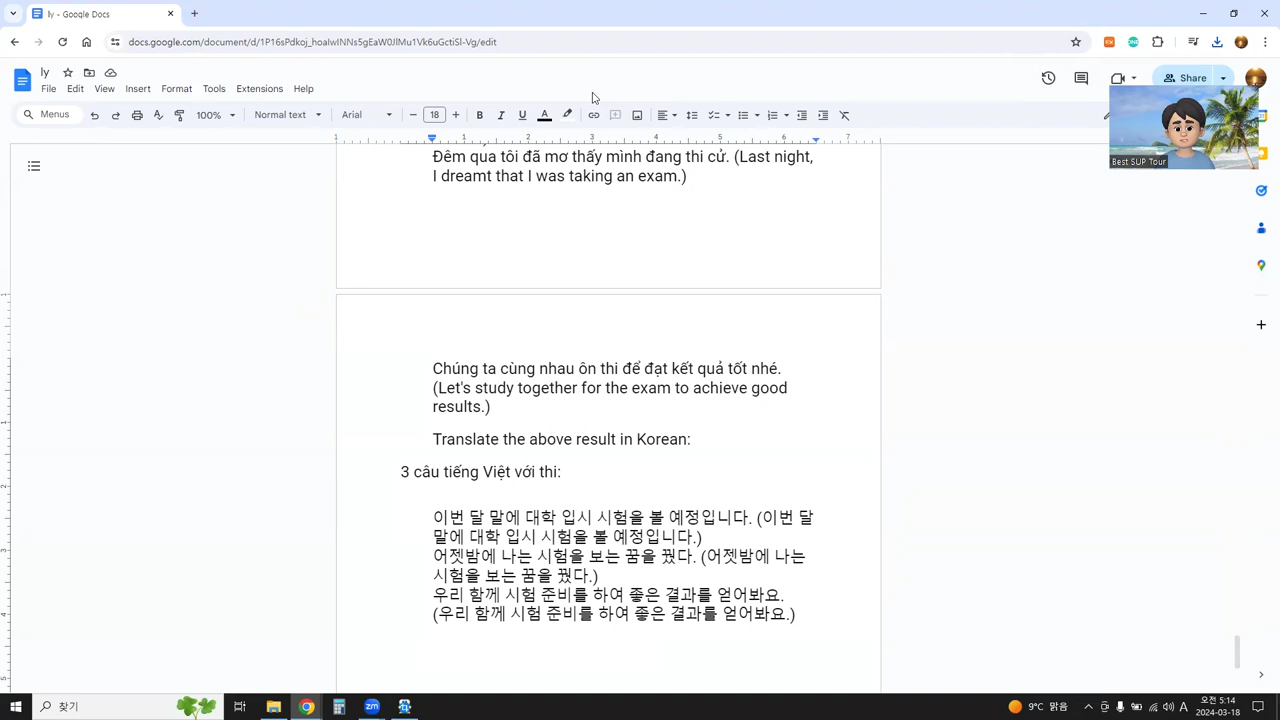 ly - Google Docs
docs.google.com/document/d/1P16sPdkoj_hoaIwINNs5gEaW0JlMu1Vk6uGctiSl-Vg/edit
ly
File Edit View Insert Format Tools Extensions Help
Share
Menus 100% Normal text Arial 18
1 1 2 3 4 5 6 7
Best SUP Tour
Đêm qua tôi đã mơ thấy mình đang thi cử. (Last night,
I dreamt that I was taking an exam.)
Chúng ta cùng nhau ôn thi để đạt kết quả tốt nhé.
(Let's study together for the exam to achieve good
results.)
Translate the above result in Korean:
3 câu tiếng Việt với thi:
이번 달 말에 대학 입시 시험을 볼 예정입니다. (이번 달
말에 대학 입시 시험을 볼 예정입니다.)
어젯밤에 나는 시험을 보는 꿈을 꿨다. (어젯밤에 나는
시험을 보는 꿈을 꿨다.)
우리 함께 시험 준비를 하여 좋은 결과를 얻어봐요.
(우리 함께 시험 준비를 하여 좋은 결과를 얻어봐요.)
찾기
9°C 맑음
A
오전 5:14
2024-03-18